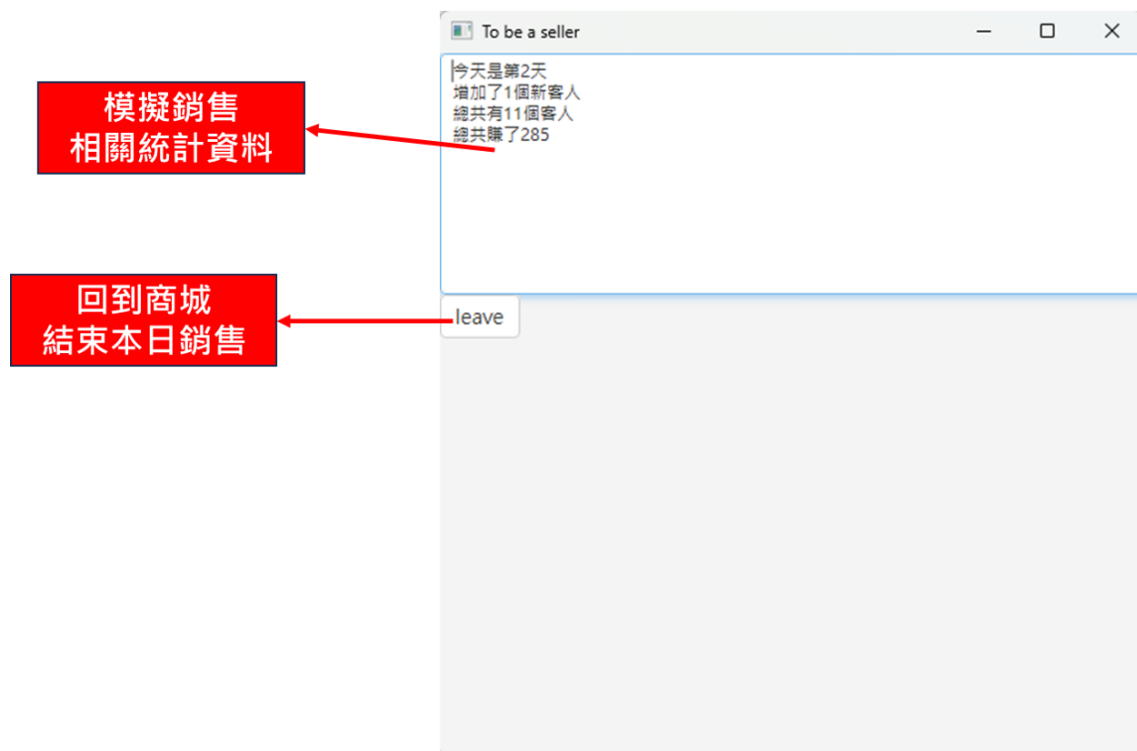 To be a seller
今天是第2天
增加了1個新客人
總共有11個客人
總共賺了285
模擬銷售
相關統計資料
回到商城
結束本日銷售
leave